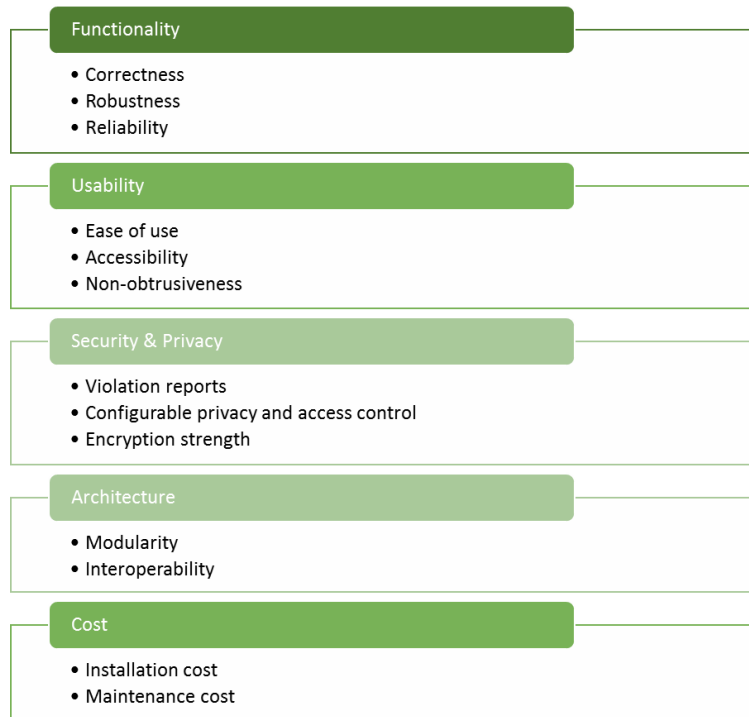 Functionality
• Correctness
• Robustness
• Reliability
Usability
• Ease of use
• Accessibility
• Non-obtrusiveness
Security & Privacy
• Violation reports
• Configurable privacy and access control
• Encryption strength
Architecture
• Modularity
• Interoperability
Cost
• Installation cost
• Maintenance cost